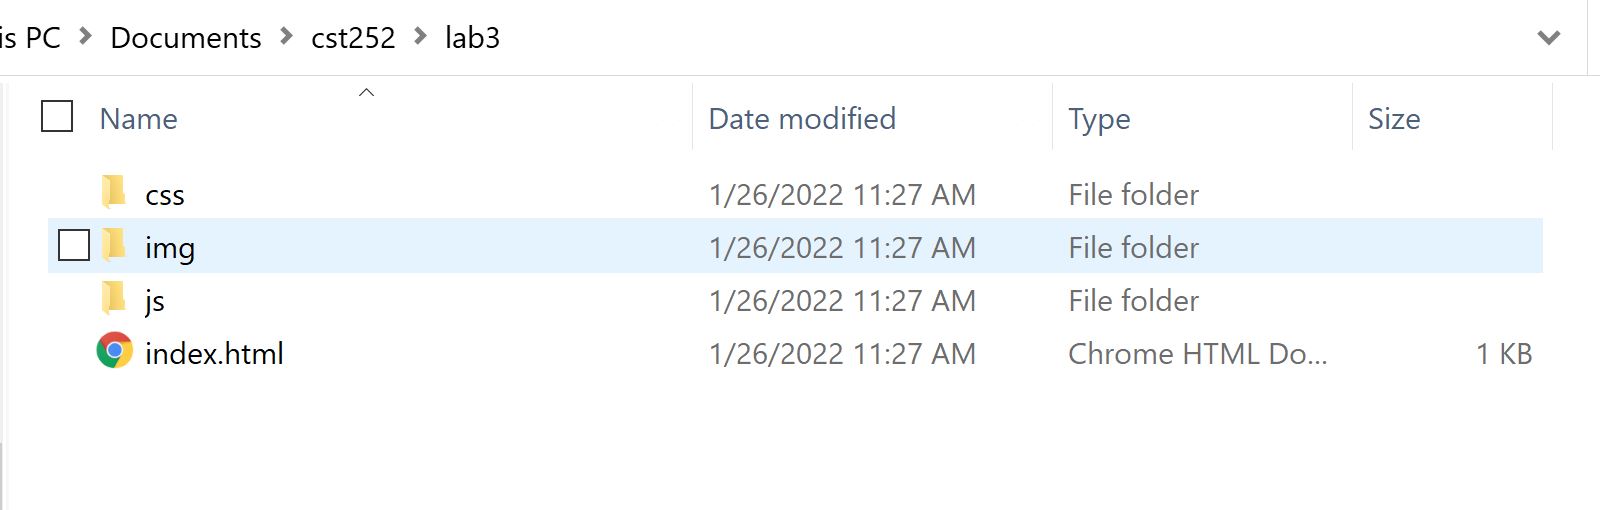 is PC > Documents > cst252 > lab3
Name Date modified Type Size
css 1/26/2022 11:27 AM File folder
img 1/26/2022 11:27 AM File folder
js 1/26/2022 11:27 AM File folder
index.html 1/26/2022 11:27 AM Chrome HTML Do... 1 KB